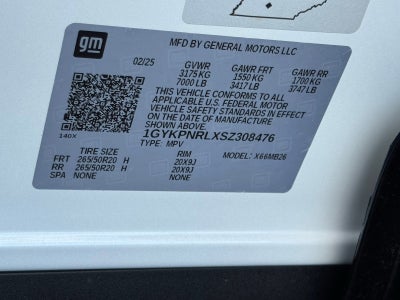 gm
MFD BY GENERAL MOTORS LLC
02/25 GVWR GAWR FRT GAWR RR
3175 KG 1550 KG 1700 KG
7000 LB 3417 LB 3747 LB
THIS VEHICLE CONFORMS TO ALL
APPLICABLE U.S. FEDERAL MOTOR
VEHICLE SAFETY STANDARDS IN EFFECT
ON THE DATE OF MANUFACTURE
SHOWN ABOVE.
140X
1GYKPNRLXSZ308476
TYPE: MPV MODEL: X66MB26
TIRE SIZE RIM
FRT 265/50R20 H 20X9J
RR 265/50R20 H 20X9J
SPA NONE NONE